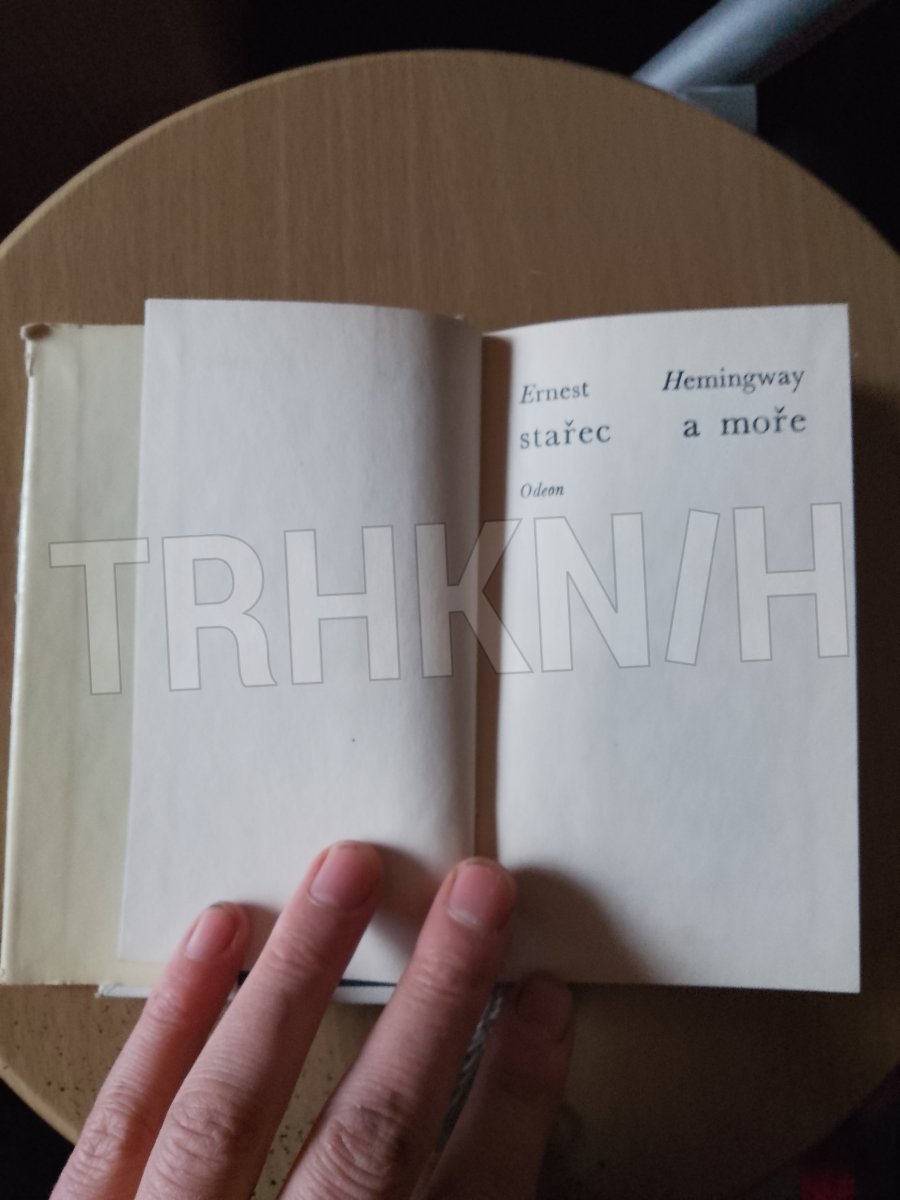 Ernest Hemingway
stařec a moře
Odeon
TRHKNIH